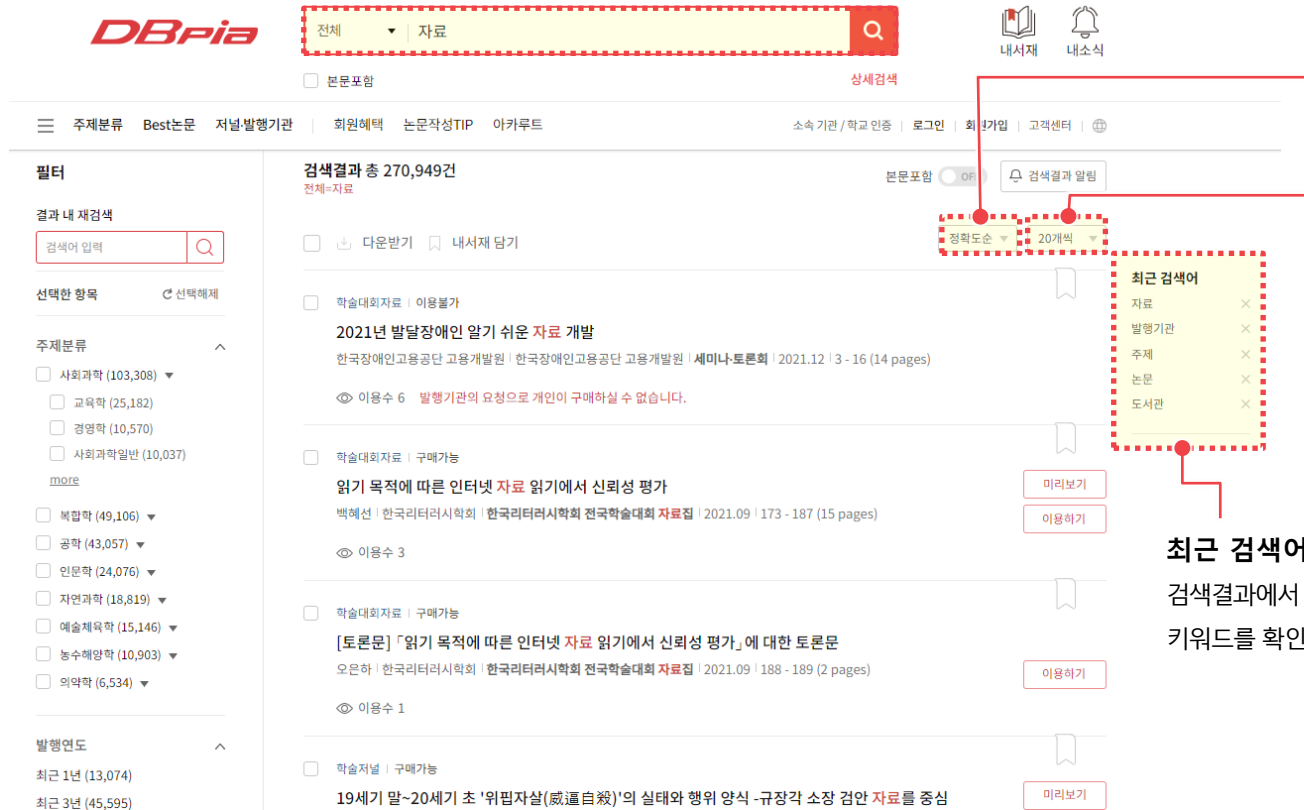 DBpia
전체 자료
내서재 내소식
본문포함 상세검색
주제분류 Best논문 저널·발행기관 회원혜택 논문작성TIP 아카루트 소속 기관 / 학교 인증 로그인 회원가입 고객센터
필터
결과 내 재검색
검색어 입력
선택한 항목 선택해제
주제분류
사회과학 (103,308)
교육학 (25,182)
경영학 (10,570)
사회과학일반 (10,037)
more
복합학 (49,106)
공학 (43,057)
인문학 (24,076)
자연과학 (18,819)
예술체육학 (15,146)
농수해양학 (10,903)
의약학 (6,534)
발행연도
최근 1년 (13,074)
최근 3년 (45,595)
검색결과 총 270,949건
전체=자료
본문포함 OFF 검색결과 알림
다운받기 내서재 담기 정확도순 20개씩
학술대회자료 이용불가
2021년 발달장애인 알기 쉬운 자료 개발
한국장애인고용공단 고용개발원 한국장애인고용공단 고용개발원 세미나·토론회 2021.12 3 - 16 (14 pages)
이용수 6 발행기관의 요청으로 개인이 구매하실 수 없습니다.
학술대회자료 구매가능
읽기 목적에 따른 인터넷 자료 읽기에서 신뢰성 평가
백혜선 한국리터러시학회 한국리터러시학회 전국학술대회 자료집 2021.09 173 - 187 (15 pages)
이용수 3
미리보기
이용하기
학술대회자료 구매가능
[토론문] 「읽기 목적에 따른 인터넷 자료 읽기에서 신뢰성 평가」에 대한 토론문
오은하 한국리터러시학회 한국리터러시학회 전국학술대회 자료집 2021.09 188 - 189 (2 pages)
이용수 1
이용하기
학술저널 구매가능
19세기 말~20세기 초 '위핍자살(威逼自殺)'의 실태와 행위 양식 -규장각 소장 검안 자료를 중심
미리보기
최근 검색어
자료
발행기관
주제
논문
도서관
최근 검색어
검색결과에서
키워드를 확인